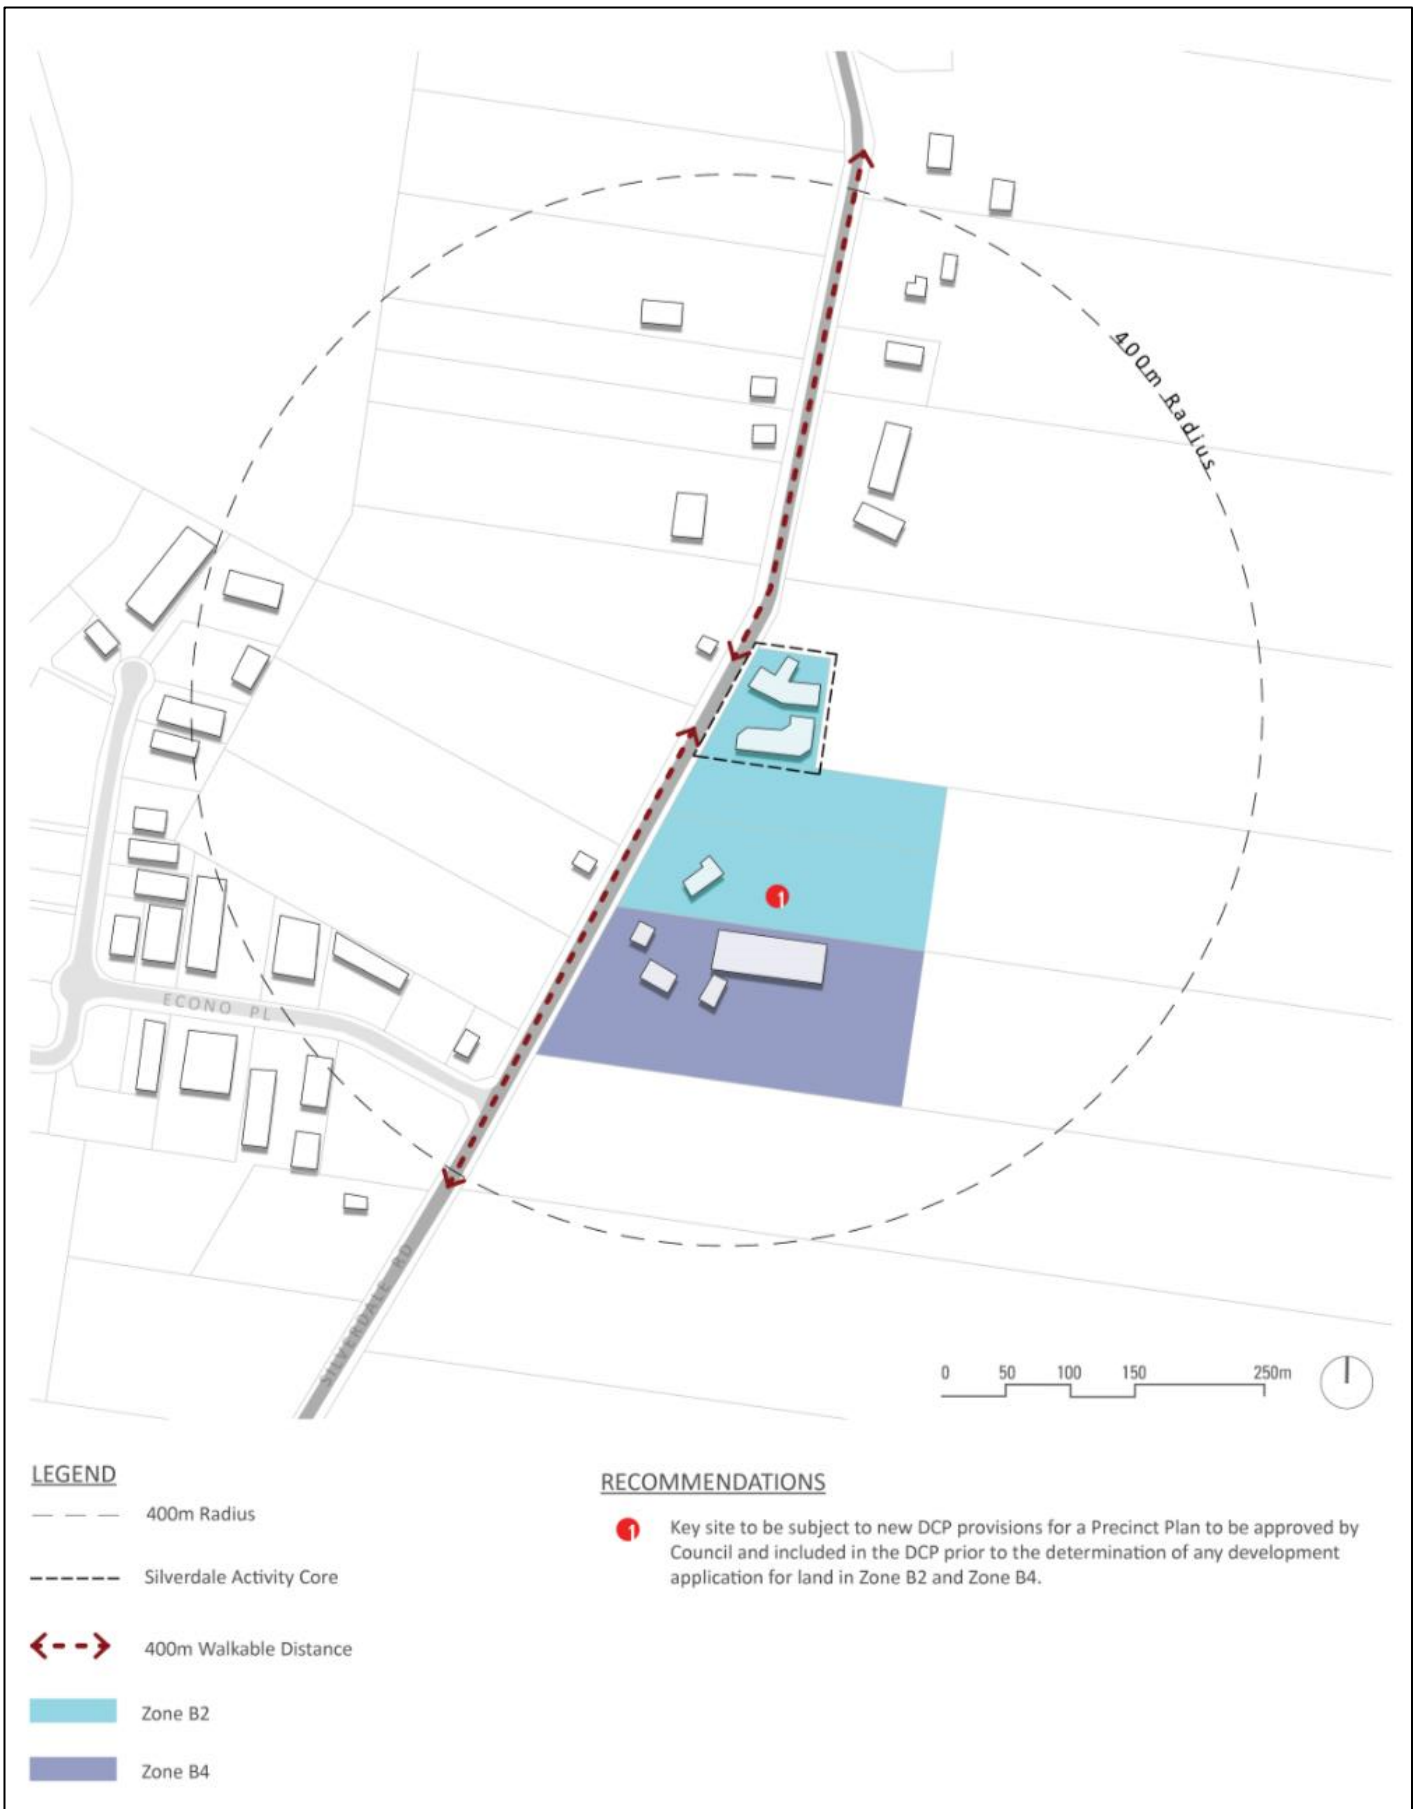 400m Radius
ECONO PL
SILVERDALE RD
0 50 100 150 250m
1
LEGEND
400m Radius
Silverdale Activity Core
400m Walkable Distance
Zone B2
Zone B4
RECOMMENDATIONS
1 Key site to be subject to new DCP provisions for a Precinct Plan to be approved by
Council and included in the DCP prior to the determination of any development
application for land in Zone B2 and Zone B4.